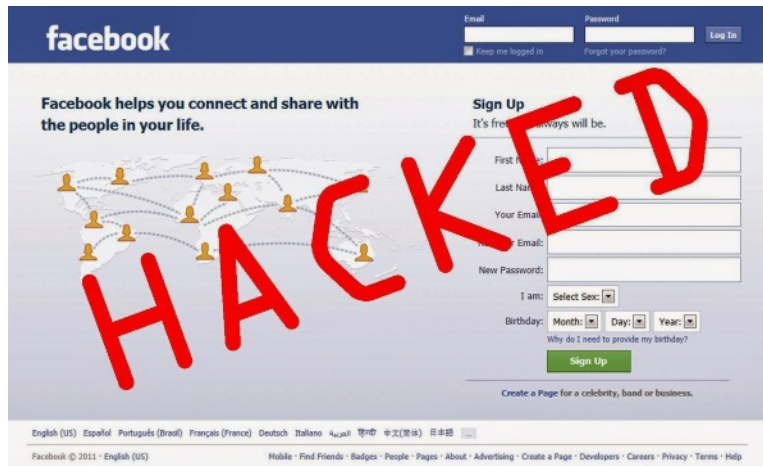 facebook
Email
Password
Log In
Keep me logged in
Forgot your password?
Facebook helps you connect and share with
the people in your life.
Sign Up
It's ways will be.
First
Last
Your Email
Email:
New Password:
I am: Select Sex:
Birthday: Month: Day: Year:
Why do I need to provide my birthday?
Sign Up
Create a Page for a celebrity, band or business.
HACKED
English (US) Español Português (Brasil) Français (France) Deutsch Italiano العربية हिन्दी 中文(简体) 日本語 ...
Facebook © 2011 · English (US)
Mobile · Find Friends · Badges · People · Pages · About · Advertising · Create a Page · Developers · Careers · Privacy · Terms · Help